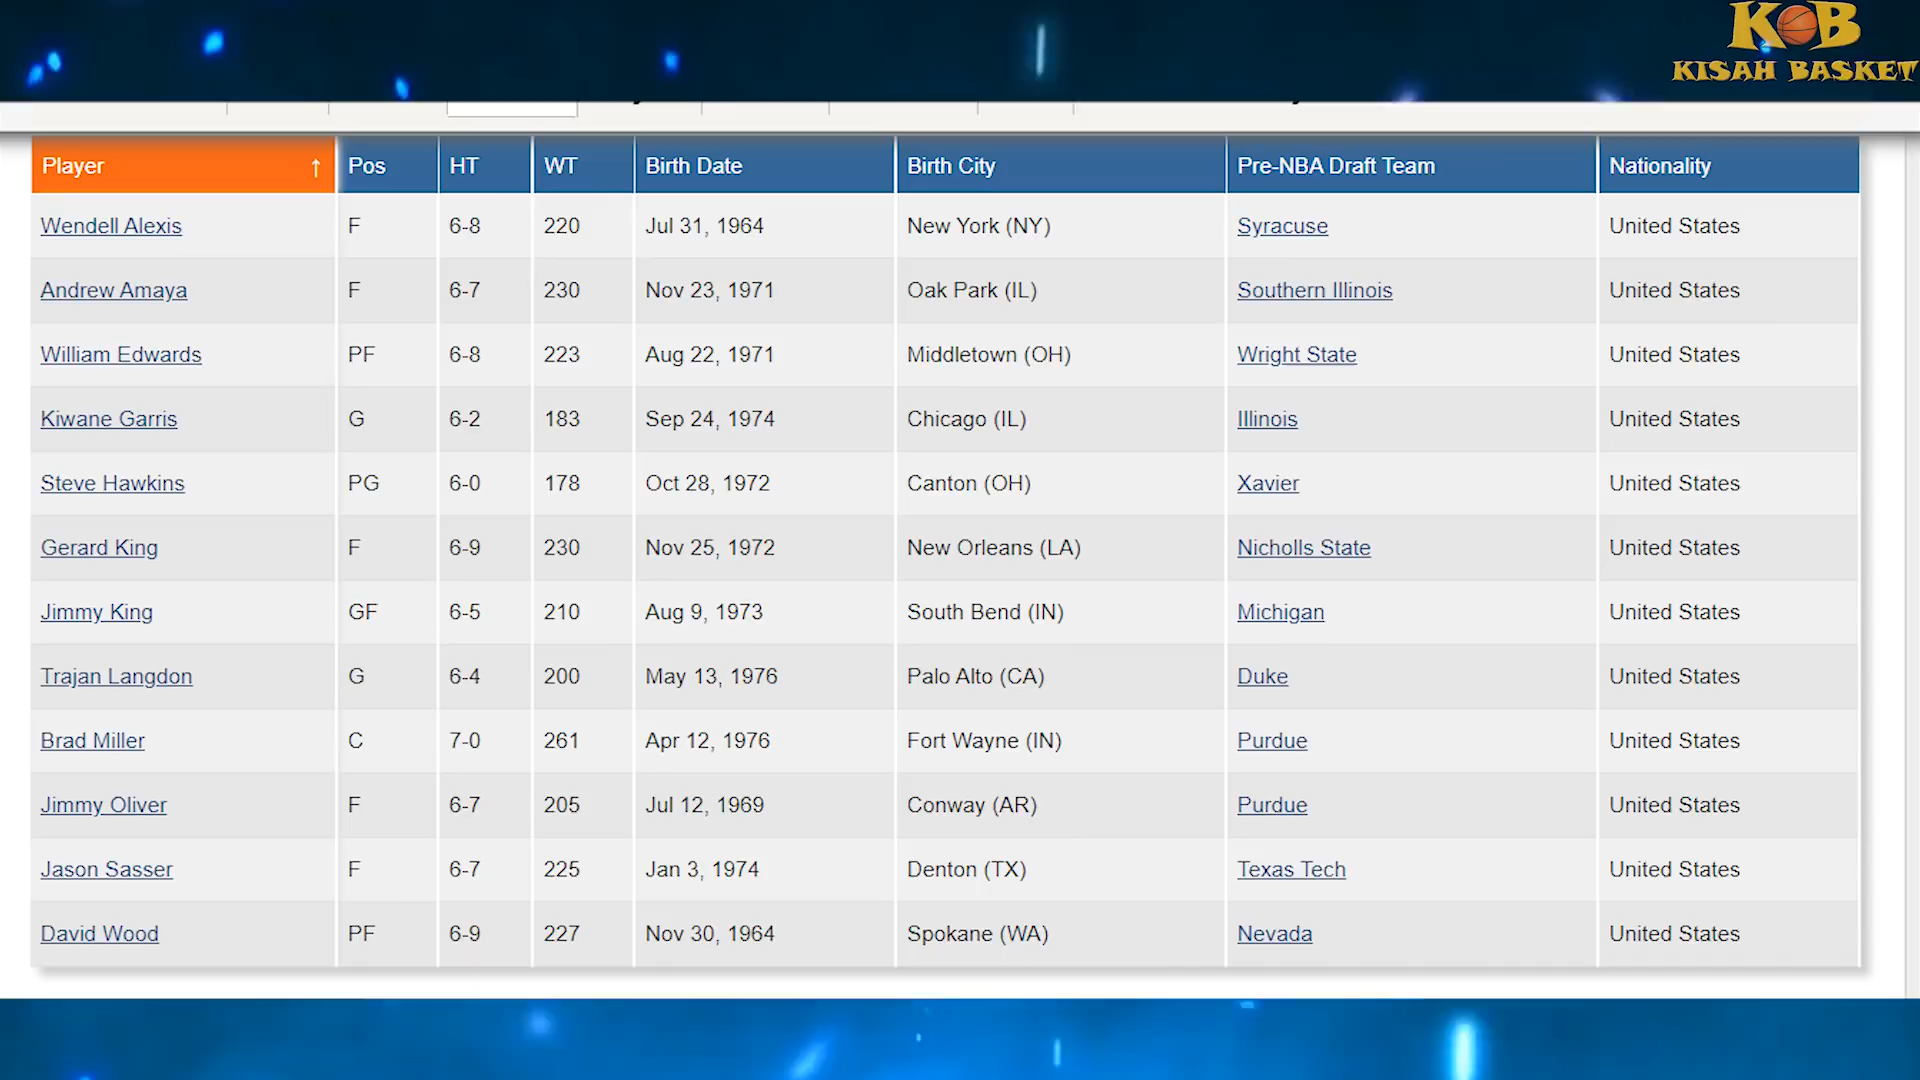 KOB
KISAH BASKET
Player ↑ Pos HT WT Birth Date Birth City Pre-NBA Draft Team Nationality
Wendell Alexis F 6-8 220 Jul 31, 1964 New York (NY) Syracuse United States
Andrew Amaya F 6-7 230 Nov 23, 1971 Oak Park (IL) Southern Illinois United States
William Edwards PF 6-8 223 Aug 22, 1971 Middletown (OH) Wright State United States
Kiwane Garris G 6-2 183 Sep 24, 1974 Chicago (IL) Illinois United States
Steve Hawkins PG 6-0 178 Oct 28, 1972 Canton (OH) Xavier United States
Gerard King F 6-9 230 Nov 25, 1972 New Orleans (LA) Nicholls State United States
Jimmy King GF 6-5 210 Aug 9, 1973 South Bend (IN) Michigan United States
Trajan Langdon G 6-4 200 May 13, 1976 Palo Alto (CA) Duke United States
Brad Miller C 7-0 261 Apr 12, 1976 Fort Wayne (IN) Purdue United States
Jimmy Oliver F 6-7 205 Jul 12, 1969 Conway (AR) Purdue United States
Jason Sasser F 6-7 225 Jan 3, 1974 Denton (TX) Texas Tech United States
David Wood PF 6-9 227 Nov 30, 1964 Spokane (WA) Nevada United States